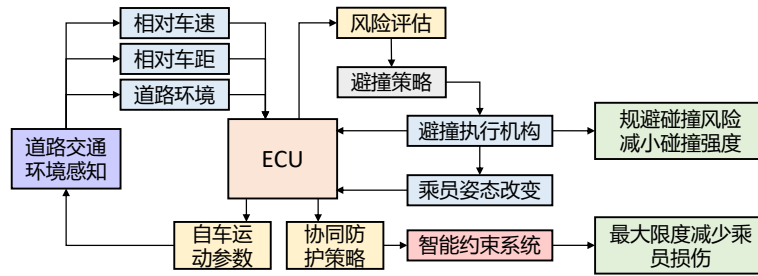 相对车速
相对车距
道路环境
道路交通
环境感知
ECU
风险评估
避撞策略
避撞执行机构
乘员姿态改变
规避碰撞风险
减小碰撞强度
自车运
动参数
协同防
护策略
智能约束系统
最大限度减少乘
员损伤